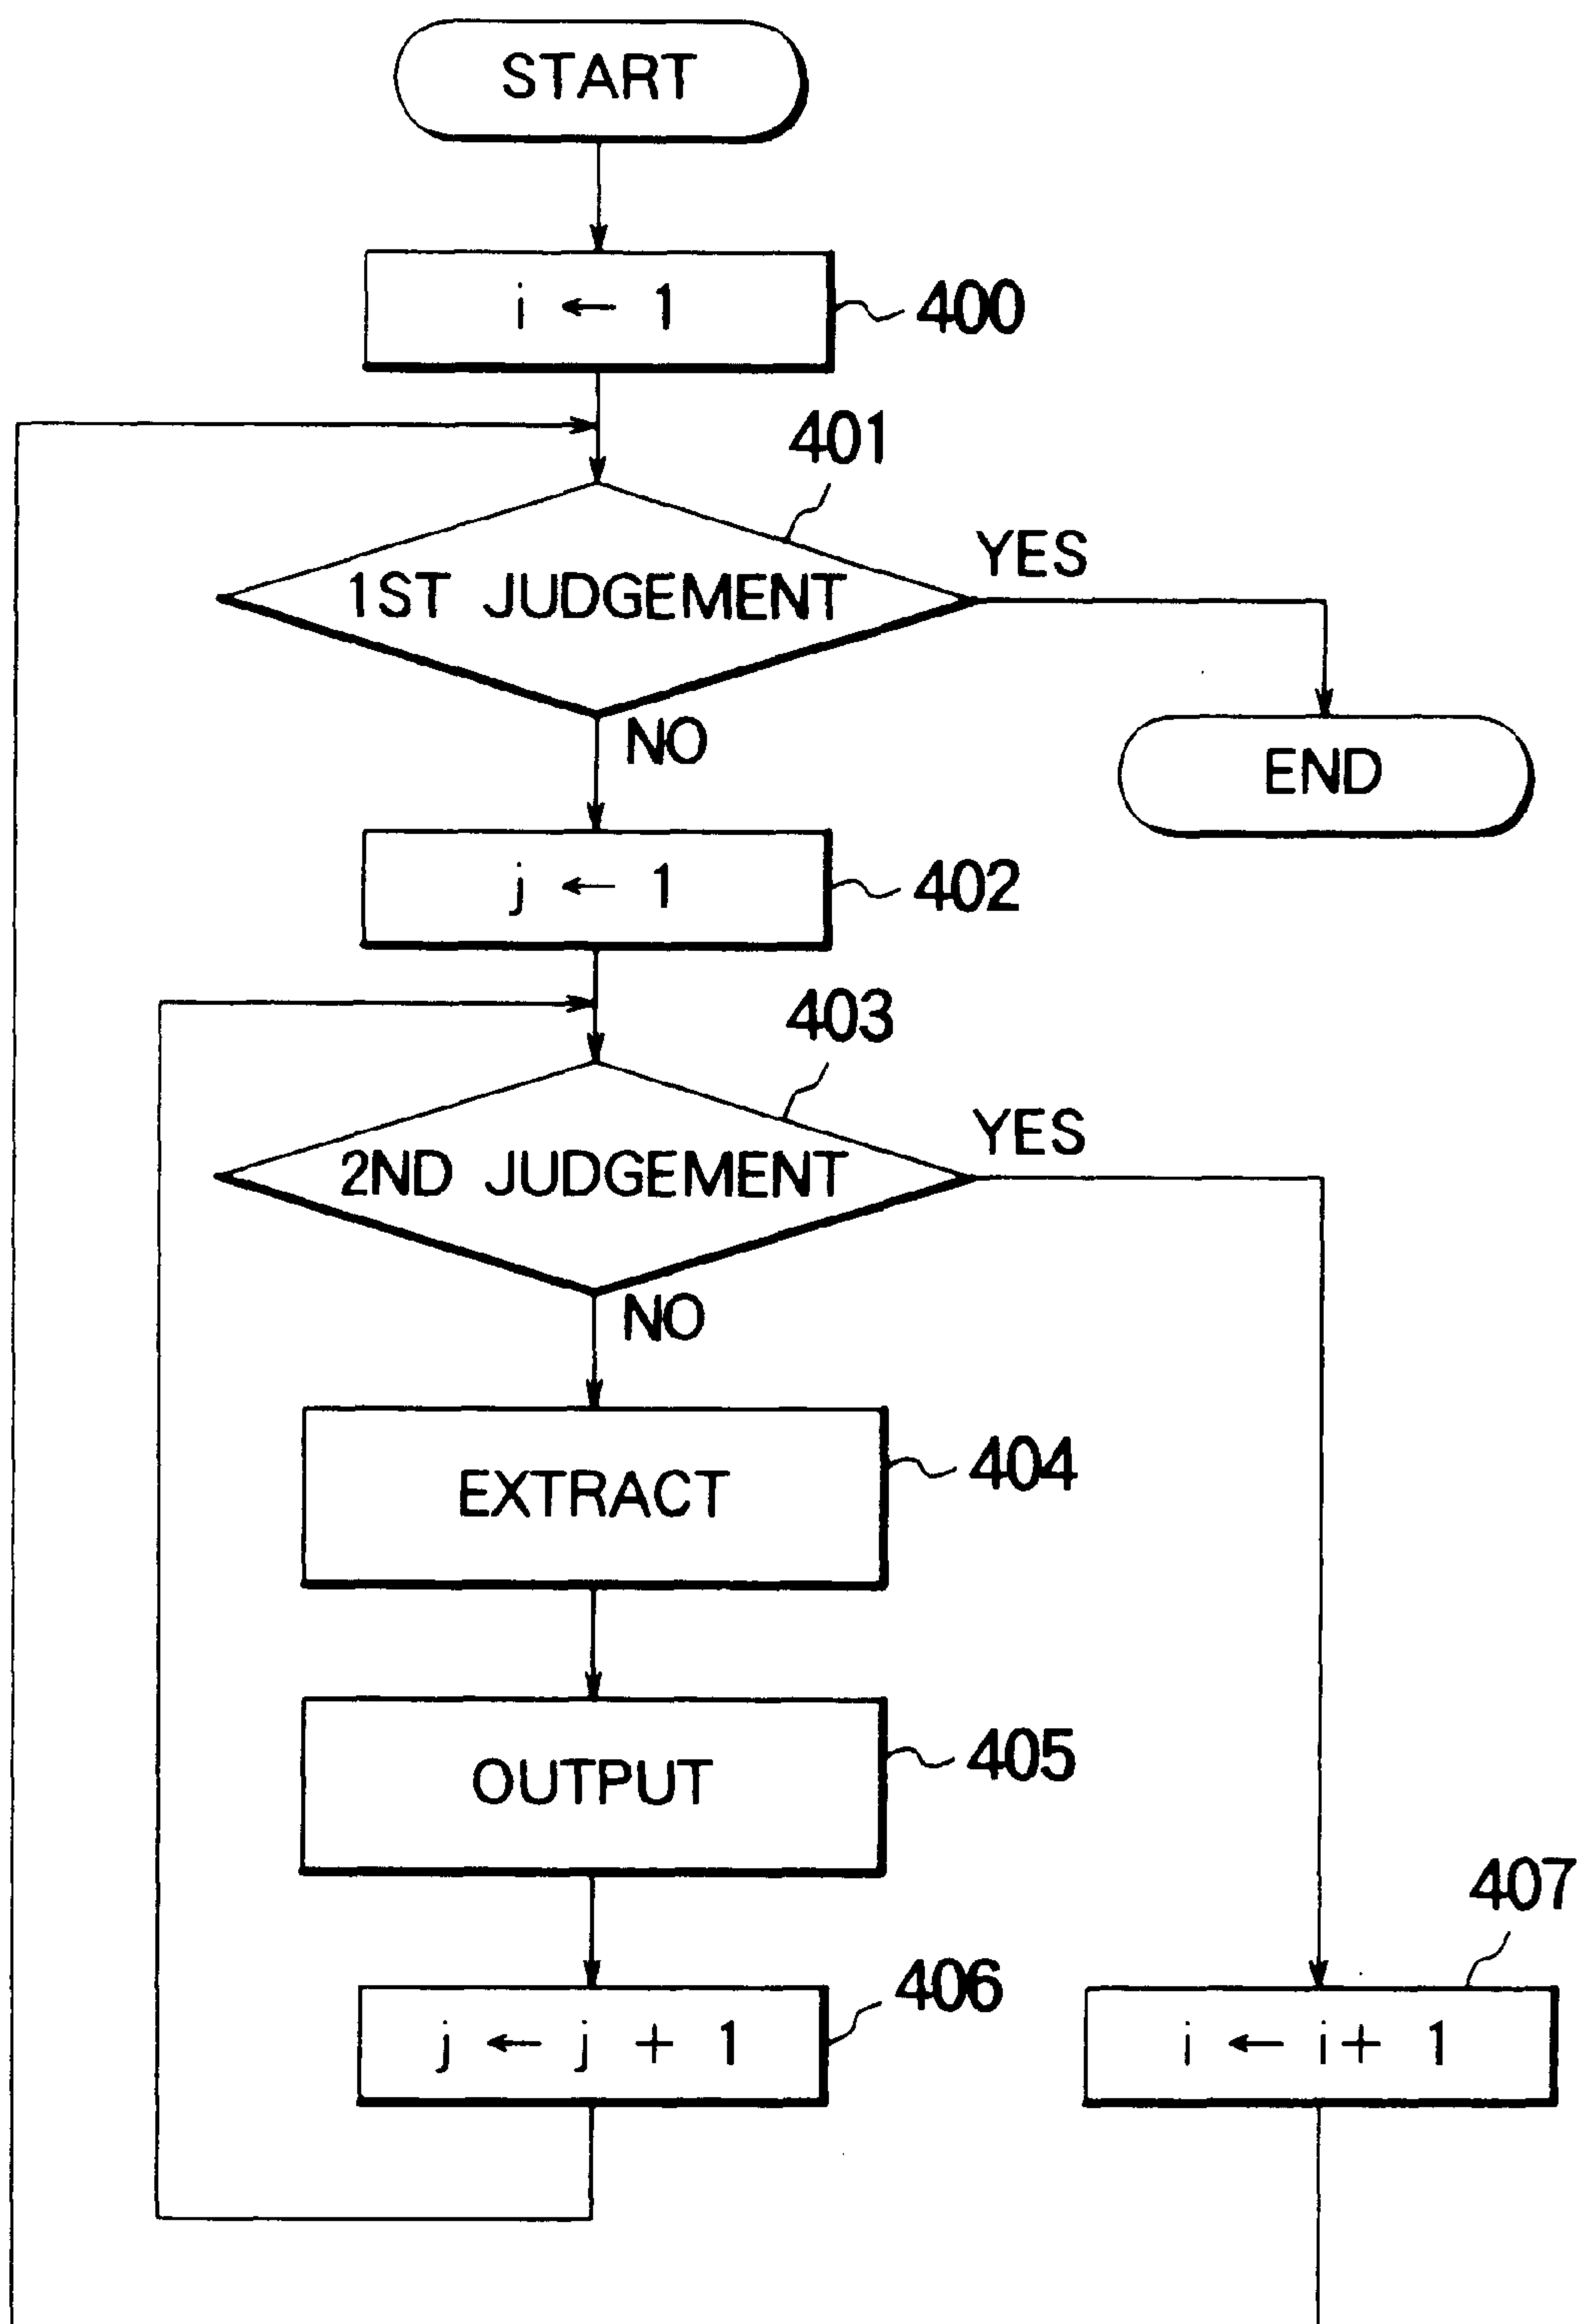 START
i ← 1
400
401
1ST JUDGEMENT
YES
NO
END
j ← 1
402
403
2ND JUDGEMENT
YES
NO
EXTRACT
404
OUTPUT
405
407
406
j ← j + 1
i ← i + 1